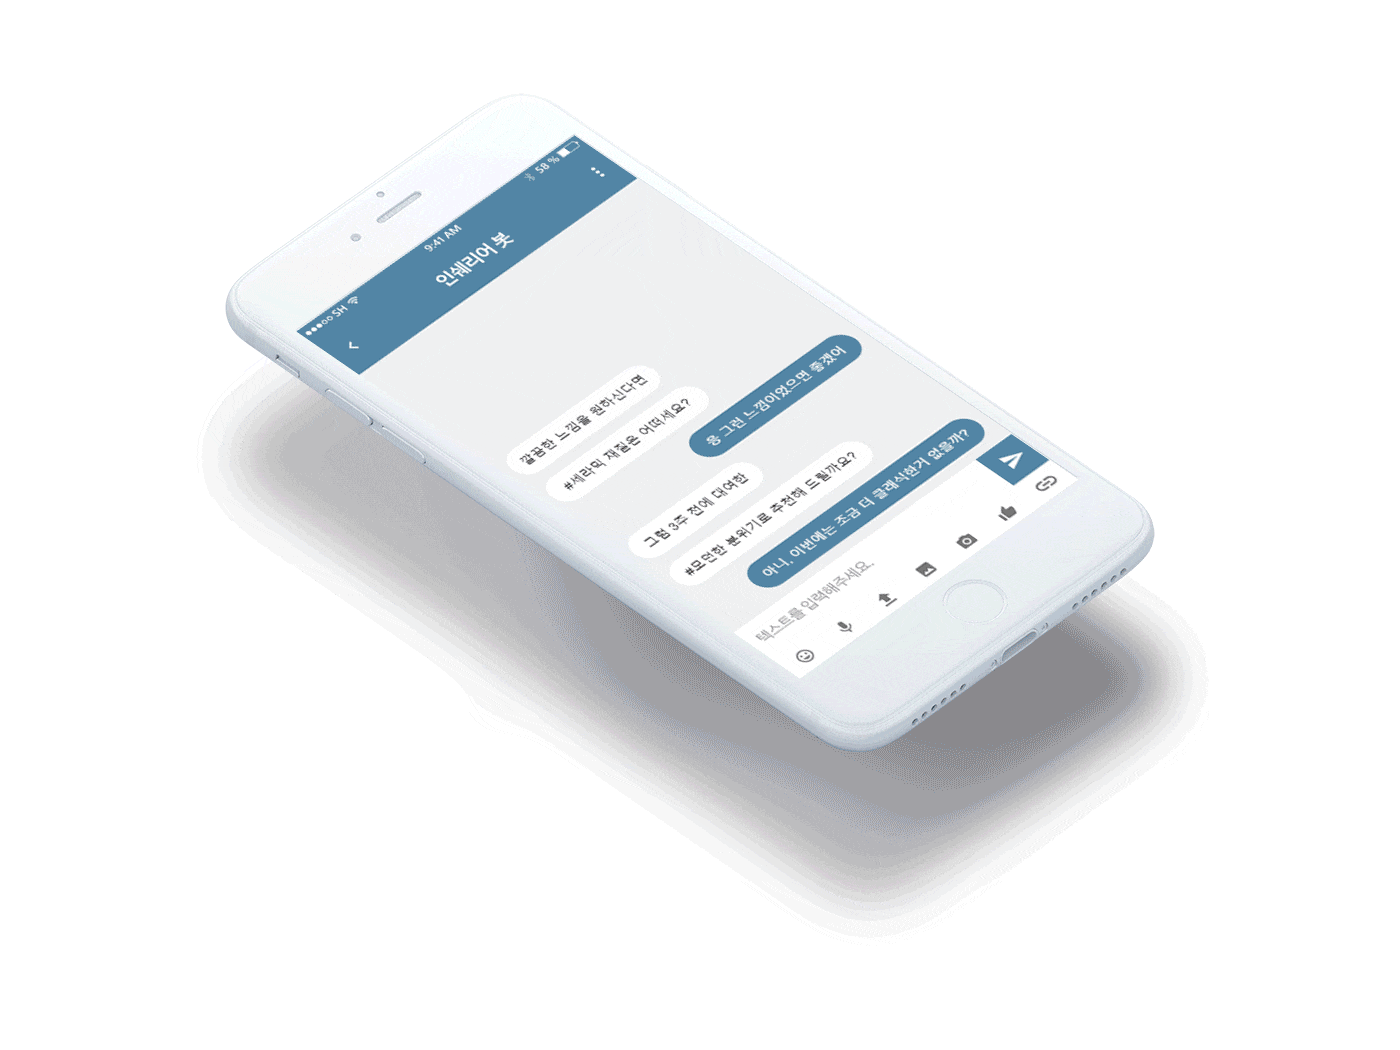 SH 9:41 AM 58 %
인쉐리어 봇
깔끔한 느낌을 원하신다면
#세라믹 재질은 어떠세요?
응 그런 느낌이었으면 좋겠어
그럼 3주 전에 대여한
#모던한 분위기로 추천해 드릴까요?
아니, 이번에는 조금 더 클래식한거 없을까?
텍스트를 입력해주세요.